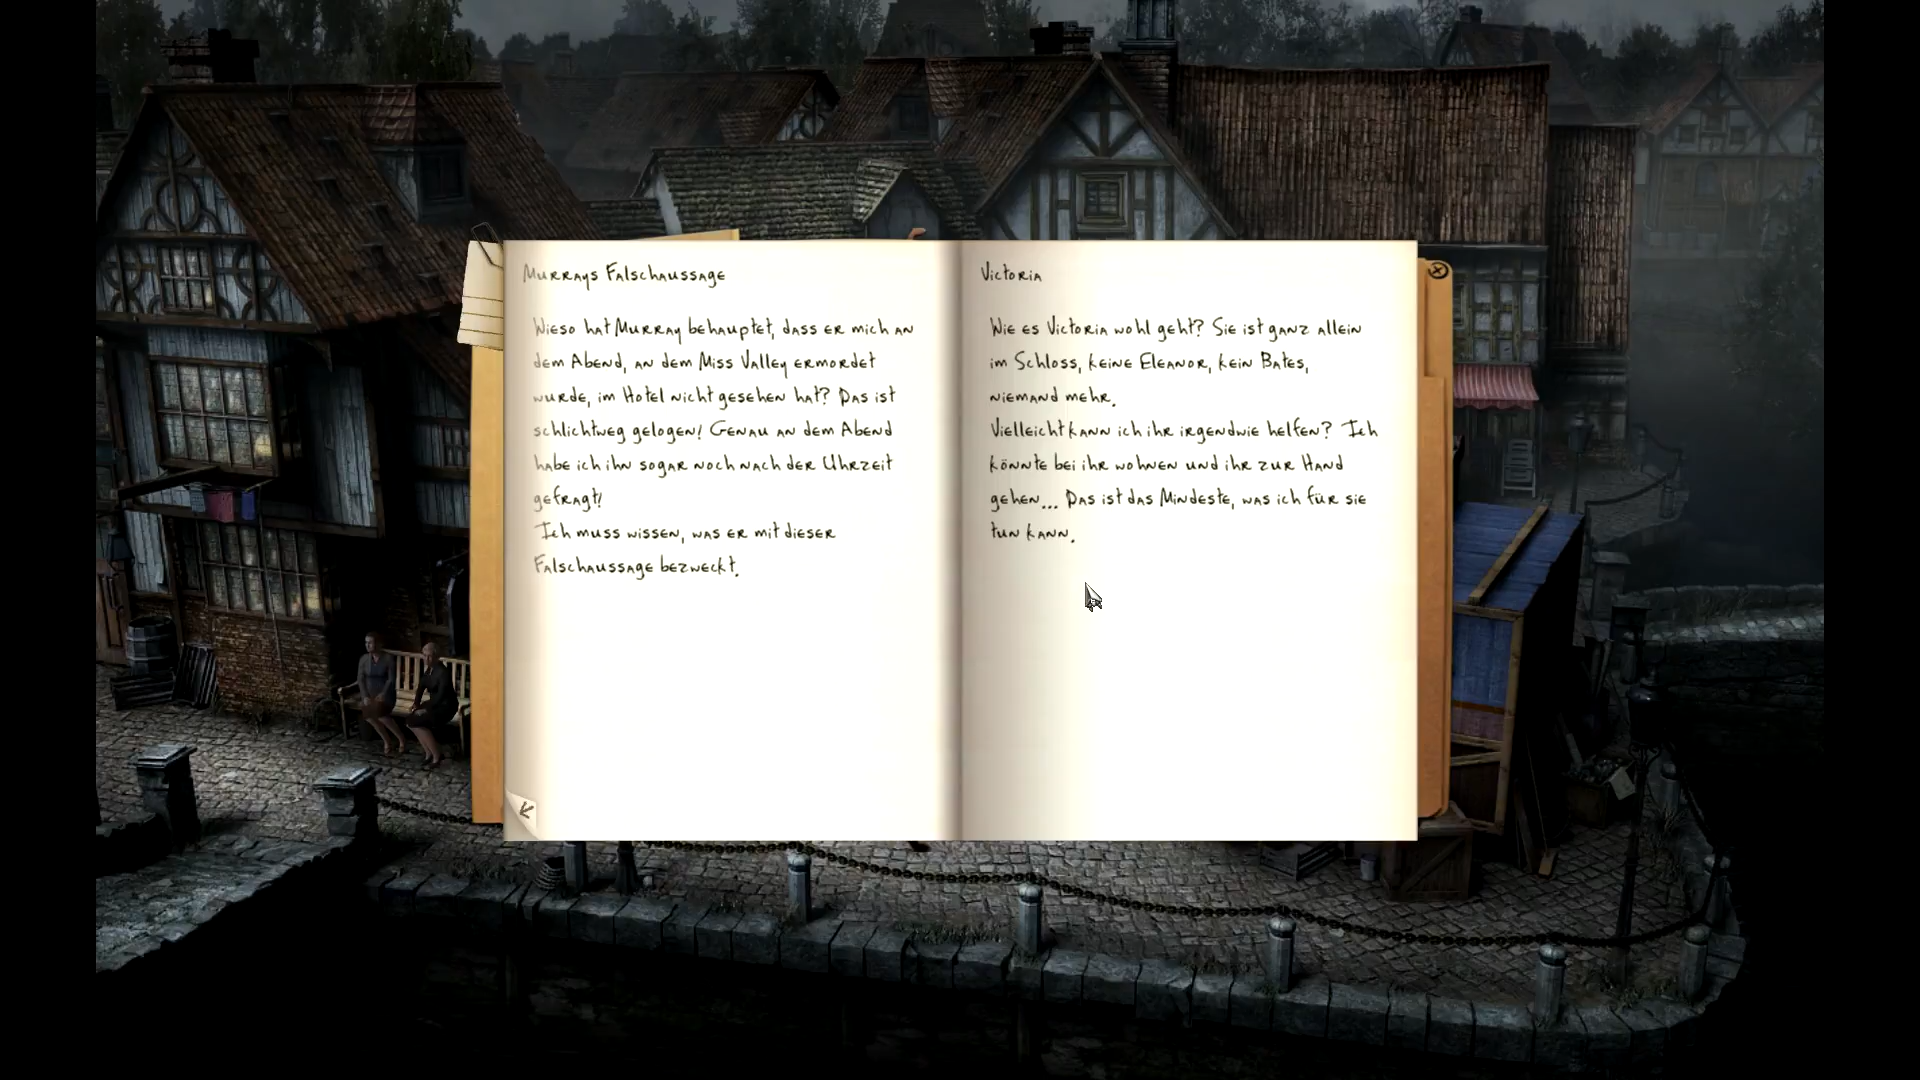 Murrays Falschaussage
Wieso hat Murray behauptet, dass er mich an
dem Abend, an dem Miss Valley ermordet
wurde, im Hotel nicht gesehen hat? Das ist
schlichtweg gelogen! Genau an dem Abend
habe ich ihn sogar noch nach der Uhrzeit
gefragt!
Ich muss wissen, was er mit dieser
Falschaussage bezweckt.
Victoria
Wie es Victoria wohl geht? Sie ist ganz allein
im Schloss, keine Eleanor, kein Bates,
niemand mehr.
Vielleicht kann ich ihr irgendwie helfen? Ich
könnte bei ihr wohnen und ihr zur Hand
gehen... Das ist das Mindeste, was ich für sie
tun kann.